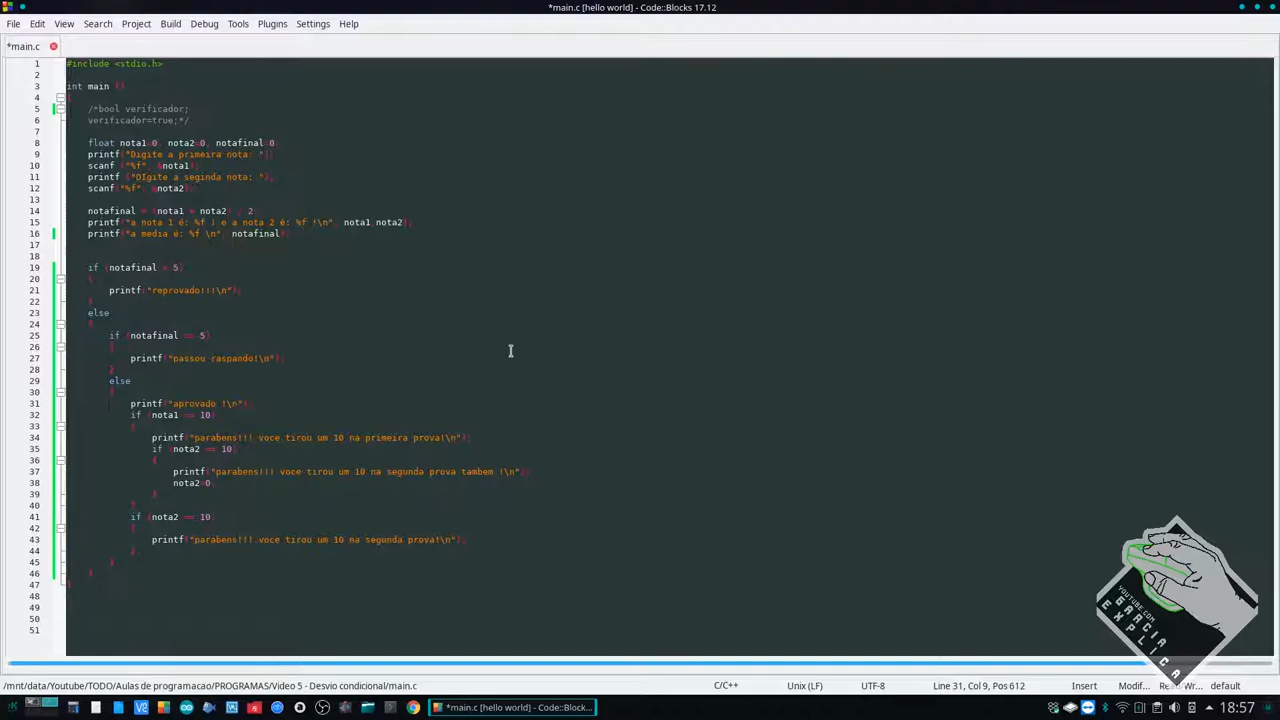 *main.c [hello world] - Code::Blocks 17.12
File Edit View Search Project Build Debug Tools Plugins Settings Help
*main.c
1 #include <stdio.h>
2
3 int main ()
4 {
5 /*bool verificador;
6 verificador=true;*/
7
8 float nota1=0, nota2=0, notafinal=0;
9 printf("Digite a primeira nota: ");
10 scanf ("%f", &nota1);
11 printf ("DIgite a seginda nota: ");
12 scanf("%f", &nota2);
13
14 notafinal = (nota1 + nota2) / 2;
15 printf("a nota 1 é: %f ! e a nota 2 é: %f !\n", nota1,nota2);
16 printf("a media é: %f \n", notafinal);
17
18
19 if (notafinal < 5)
20 {
21 printf("reprovado!!!\n");
22 }
23 else
24 {
25 if (notafinal == 5)
26 {
27 printf("passou raspando!\n");
28 }
29 else
30 {
31 printf("aprovado !\n");
32 if (nota1 == 10)
33 {
34 printf("parabens!!! voce tirou um 10 na primeira prova!\n");
35 if (nota2 == 10)
36 {
37 printf("parabens!!! voce tirou um 10 na segunda prova tambem !\n");
38 nota2=0;
39 }
40 }
41 if (nota2 == 10)
42 {
43 printf("parabens!!! voce tirou um 10 na segunda prova!\n");
44 }
45 }
46 }
47 }
48
49
50
51
YOUTUBE.COM
GARCIA
EXPLICA
/mnt/data/Youtube/TODO/Aulas de programacao/PROGRAMAS/Video 5 - Desvio condicional/main.c C/C++ Unix (LF) UTF-8 Line 31, Col 9, Pos 612 Insert Modif... default
*main.c [hello world] - Code::Block... 18:57